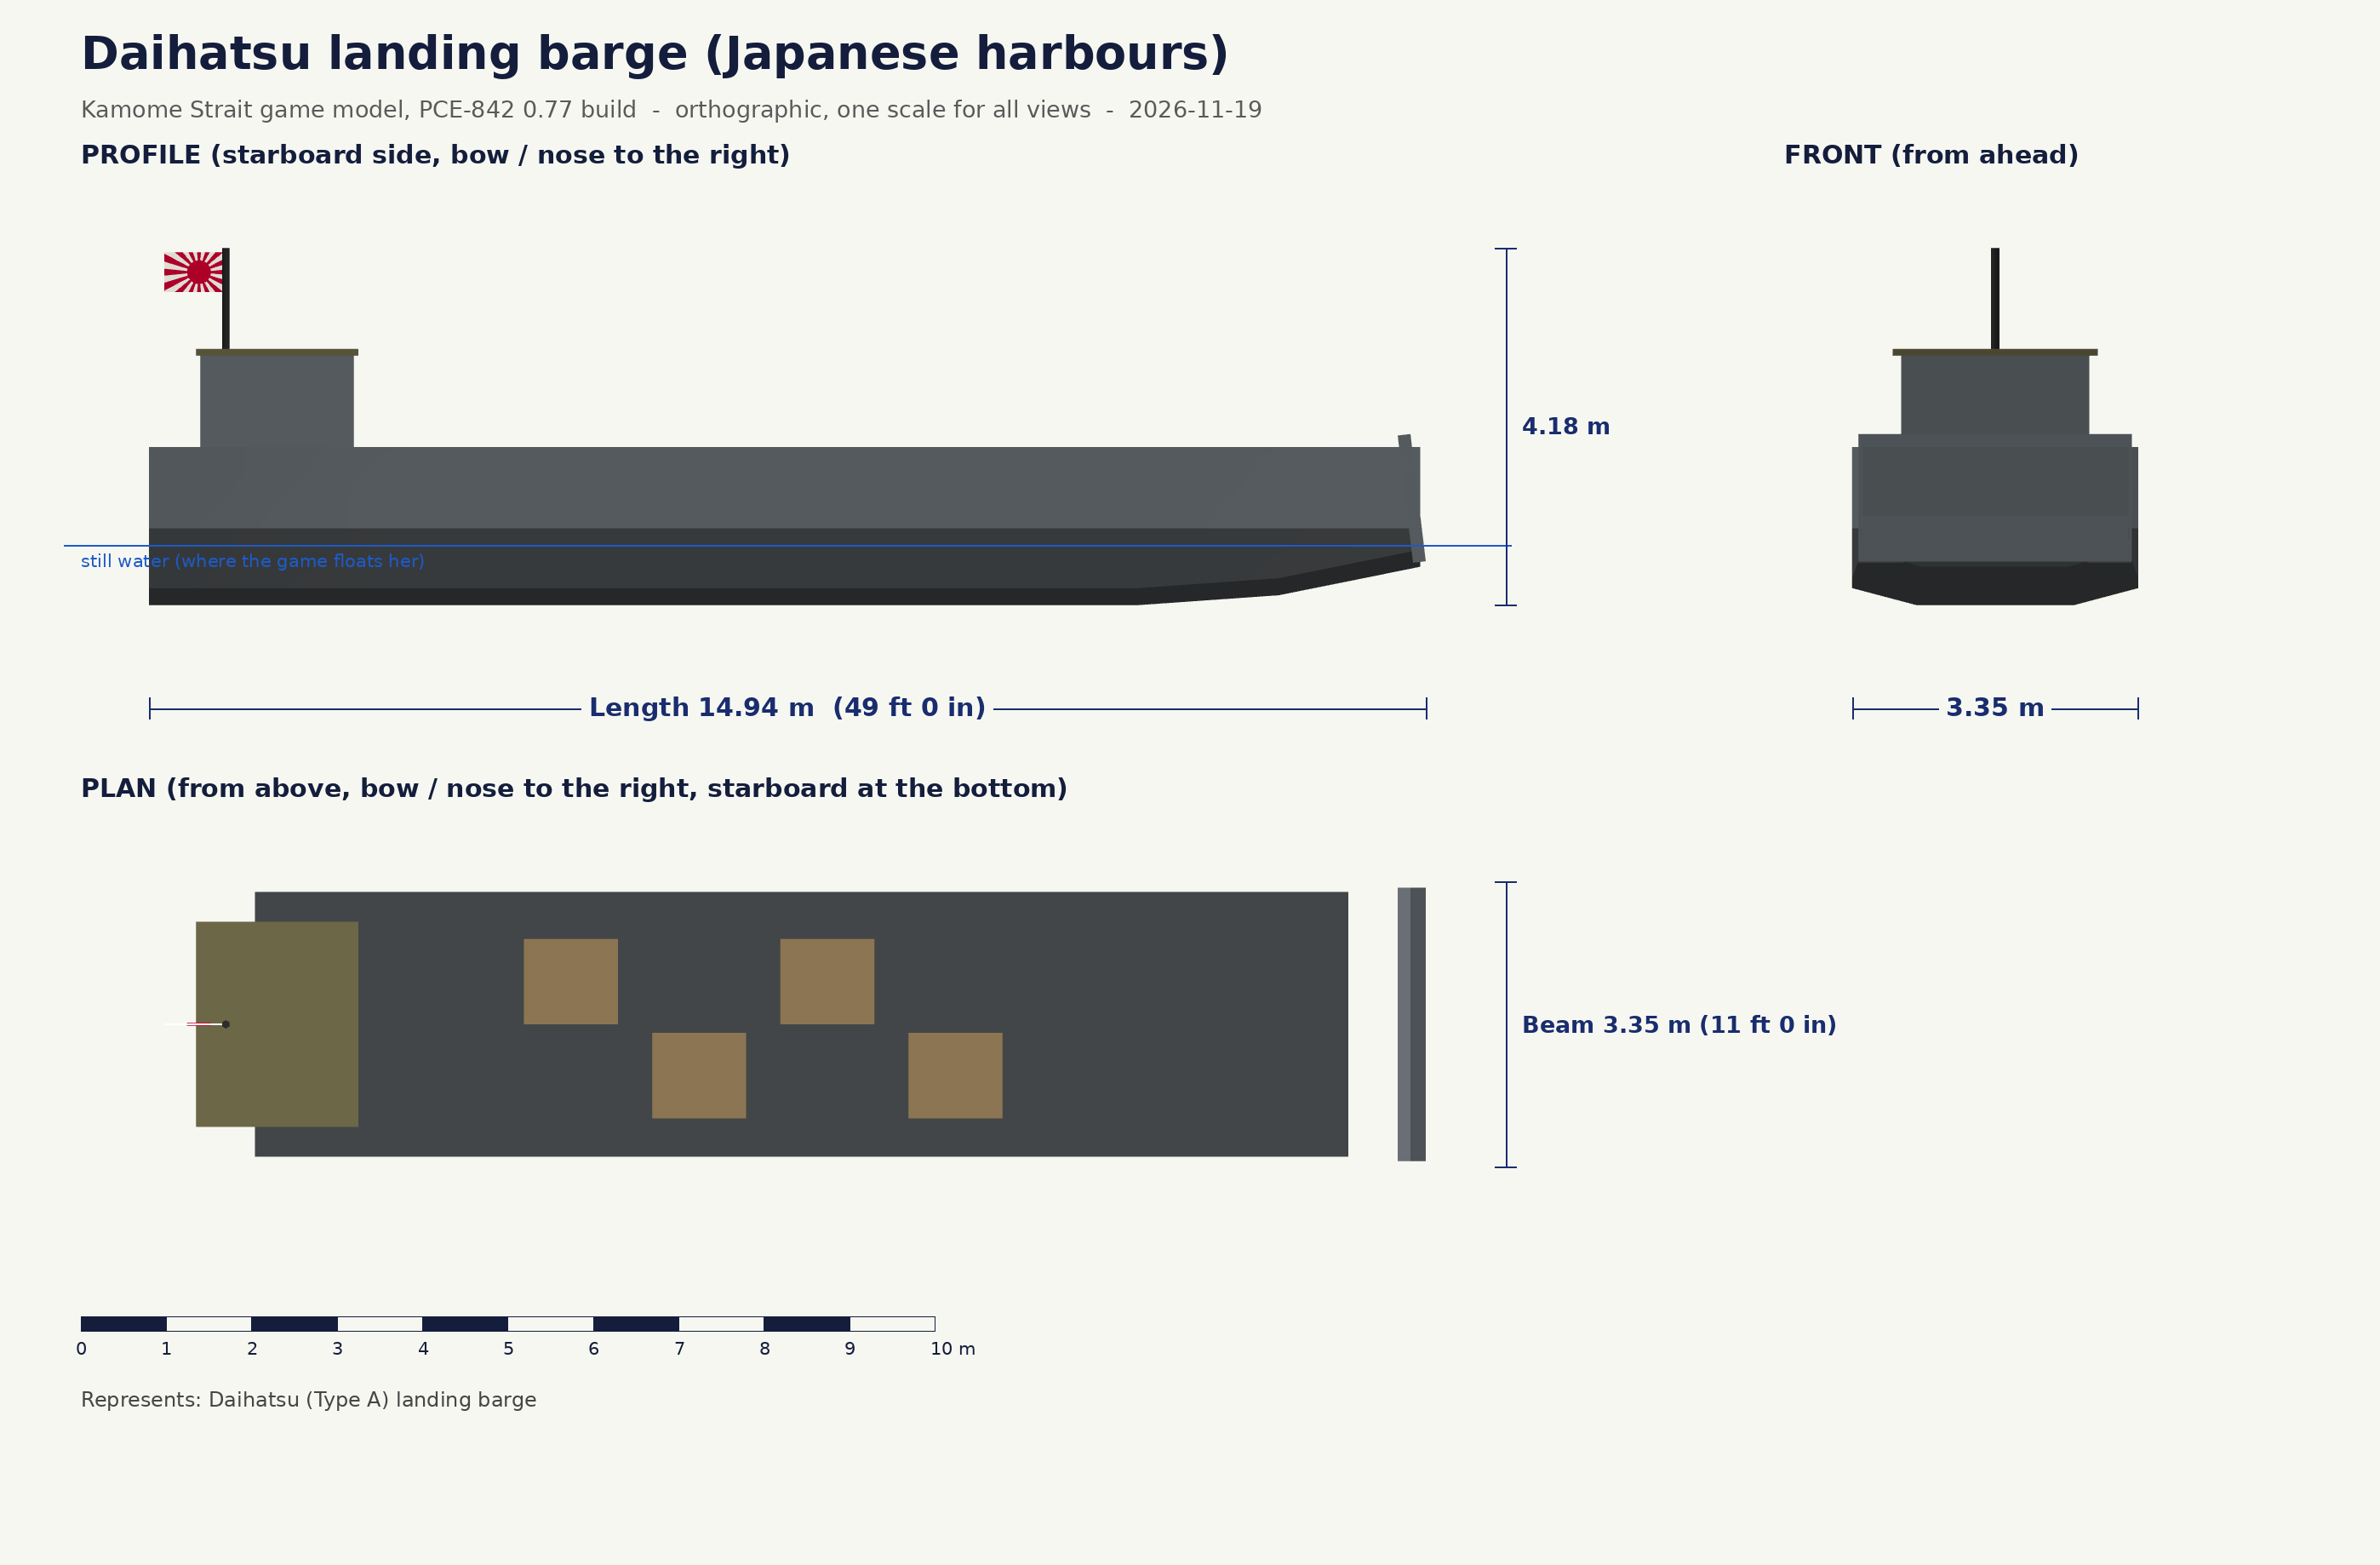 Daihatsu landing barge (Japanese harbours)
Kamome Strait game model, PCE-842 0.77 build - orthographic, one scale for all views - 2026-11-19
PROFILE (starboard side, bow / nose to the right)
FRONT (from ahead)
4.18 m
still water (where the game floats her)
Length 14.94 m (49 ft 0 in)
3.35 m
PLAN (from above, bow / nose to the right, starboard at the bottom)
Beam 3.35 m (11 ft 0 in)
0 1 2 3 4 5 6 7 8 9 10 m
Represents: Daihatsu (Type A) landing barge